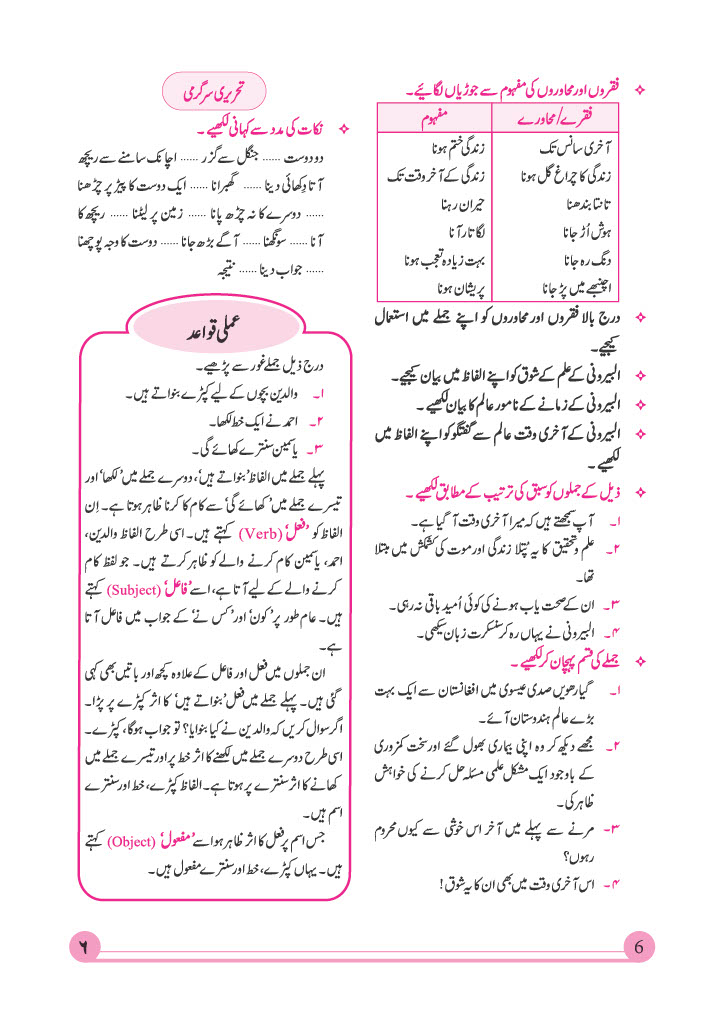 فقروں اور محاوروں کی مفہوم سے جوڑیاں لگائیے۔
فقرے/محاورے مفہوم
آخری سانس تک زندگی ختم ہونا
زندگی کا چراغ گل ہونا زندگی کے آخر وقت تک
تانتا بندھنا حیران رہنا
ہوش اُڑ جانا لگاتار آنا
دنگ رہ جانا بہت زیادہ تعجب ہونا
اچنبھے میں پڑ جانا پریشان ہونا
درج بالا فقروں اور محاوروں کو اپنے جملے میں استعمال
کیجیے۔
البیرونی کے علم کے شوق کو اپنے الفاظ میں بیان کیجیے۔
البیرونی کے زمانے کے نامور عالم کا بیان لکھیے۔
البیرونی کے آخری وقت عالم سے گفتگو کو اپنے الفاظ میں
لکھیے۔
ذیل کے جملوں کو سبق کی ترتیب کے مطابق لکھیے۔
۱۔ آپ سمجھتے ہیں کہ میرا آخری وقت آ گیا ہے۔
۲۔ علم و تحقیق کا یہ پُتلا زندگی اور موت کی کشمکش میں مبتلا
تھا۔
۳۔ ان کے صحت یاب ہونے کی کوئی اُمید باقی نہ رہی۔
۴۔ البیرونی نے یہاں رہ کر سنسکرت زبان سیکھی۔
جملے کی قسم پہچان کر لکھیے۔
۱۔ گیارھویں صدی عیسوی میں افغانستان سے ایک بہت
بڑے عالم ہندوستان آئے۔
۲۔ مجھے دیکھ کر وہ اپنی بیماری بھول گئے اور سخت کمزوری
کے باوجود ایک مشکل علمی مسئلہ حل کرنے کی خواہش
ظاہر کی۔
۳۔ مرنے سے پہلے میں آخر اس خوشی سے کیوں محروم
رہوں؟
۴۔ اس آخری وقت میں بھی ان کا یہ شوق!
تحریری سرگرمی
نکات کی مدد سے کہانی لکھیے۔
دو دوست ...... جنگل سے گزر ...... اچانک سامنے سے ریچھ
آتا دِکھائی دینا ...... گھبرانا ...... ایک دوست کا پیڑ پر چڑھنا
...... دوسرے کا نہ چڑھ پانا ...... زمین پر لیٹنا ...... ریچھ کا
آنا ...... سونگھنا ...... آگے بڑھ جانا ...... دوست کا وجہ پوچھنا
...... جواب دینا ...... نتیجہ
عملی قواعد
درج ذیل جملے غور سے پڑھیے۔
۱۔ والدین بچوں کے لیے کپڑے بنواتے ہیں۔
۲۔ احمد نے ایک خط لکھا۔
۳۔ یاسمین سنترے کھائے گی۔
پہلے جملے میں الفاظ 'بنواتے ہیں'، دوسرے جملے میں 'لکھا' اور
تیسرے جملے میں 'کھائے گی' سے کام کا کرنا ظاہر ہوتا ہے۔ اِن
الفاظ کو 'فعل' (Verb) کہتے ہیں۔ اسی طرح الفاظ والدین،
احمد، یاسمین کام کرنے والے کو ظاہر کرتے ہیں۔ جو لفظ کام
کرنے والے کے لیے آتا ہے، اسے 'فاعل' (Subject) کہتے
ہیں۔ عام طور پر 'کون' اور 'کس نے' کے جواب میں فاعل آتا
ہے۔
ان جملوں میں فعل اور فاعل کے علاوہ کچھ اور باتیں بھی کہی
گئی ہیں۔ پہلے جملے میں فعل 'بنواتے ہیں' کا اثر کپڑے پر پڑا۔
اگر سوال کریں کہ والدین نے کیا بنوایا؟ تو جواب ہوگا، کپڑے۔
اسی طرح دوسرے جملے میں لکھنے کا اثر خط پر اور تیسرے جملے میں
کھانے کا اثر سنترے پر ہوتا ہے۔ الفاظ کپڑے، خط اور سنترے
اسم ہیں۔
جس اسم پر فعل کا اثر ظاہر ہو اسے 'مفعول' (Object) کہتے
ہیں۔ یہاں کپڑے، خط اور سنترے مفعول ہیں۔
۶ 6